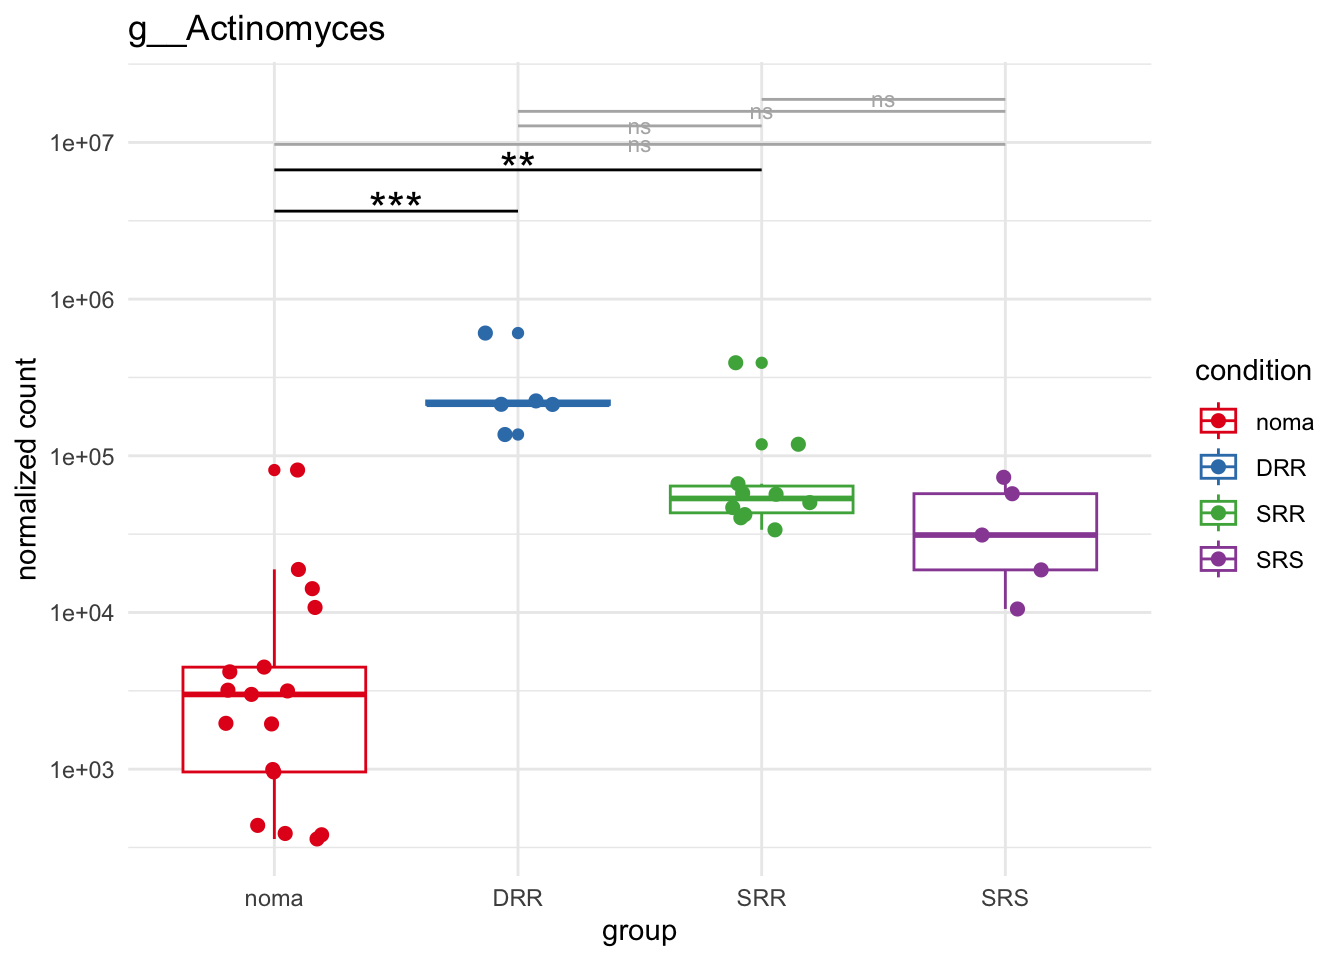 g__Actinomyces
ns
ns
ns
ns
**
***
1e+07
1e+06
1e+05
1e+04
1e+03
normalized count
noma
DRR
SRR
SRS
group
condition
noma
DRR
SRR
SRS